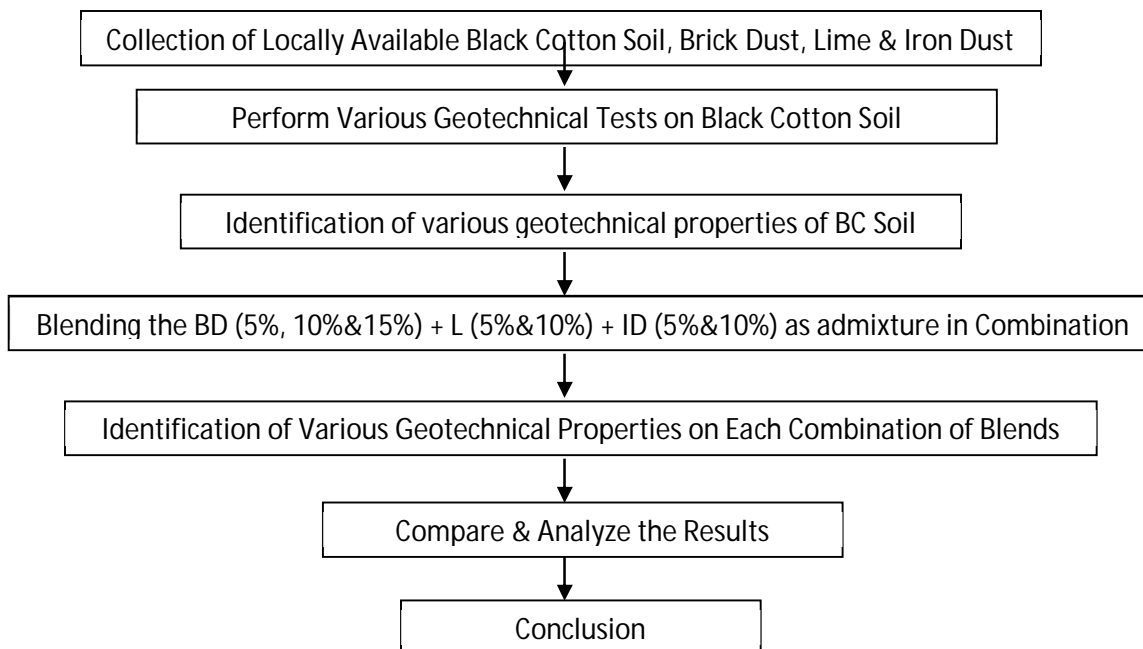 Collection of Locally Available Black Cotton Soil, Brick Dust, Lime & Iron Dust
Perform Various Geotechnical Tests on Black Cotton Soil
Identification of various geotechnical properties of BC Soil
Blending the BD (5%, 10%&15%) + L (5%&10%) + ID (5%&10%) as admixture in Combination
Identification of Various Geotechnical Properties on Each Combination of Blends
Compare & Analyze the Results
Conclusion